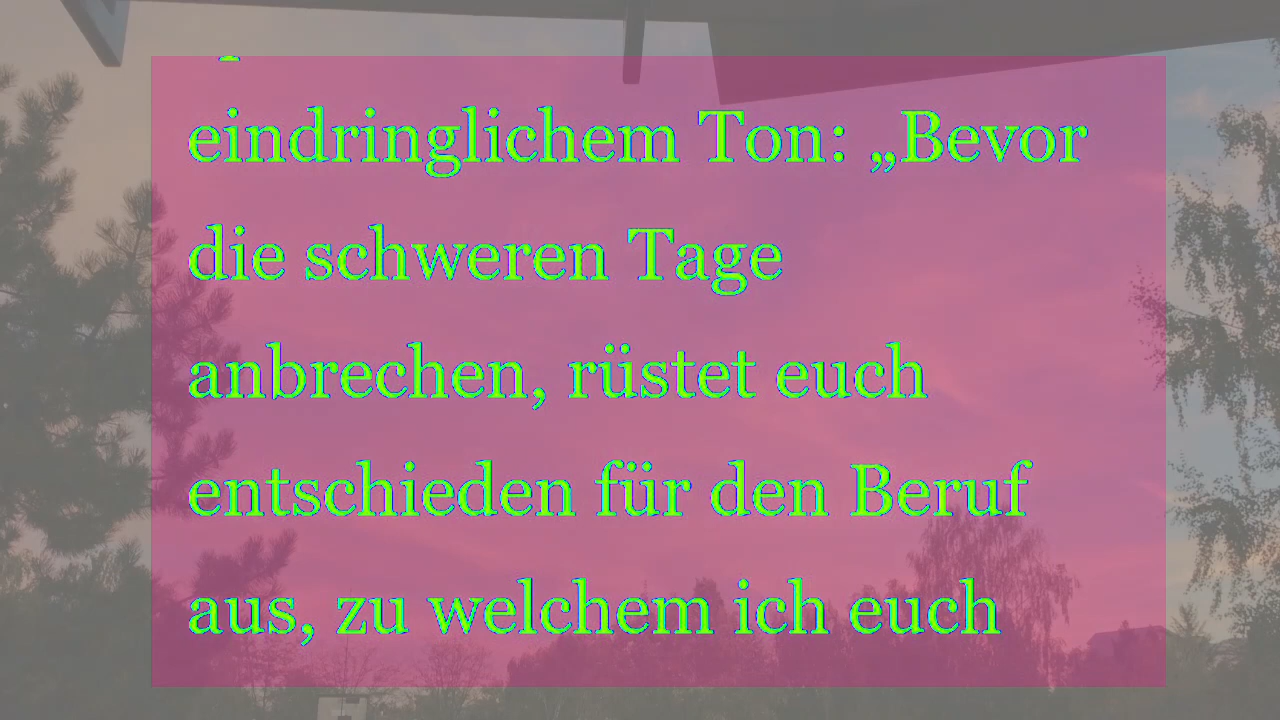 eindringlichem Ton: „Bevor
die schweren Tage
anbrechen, rüstet euch
entschieden für den Beruf
aus, zu welchem ich euch